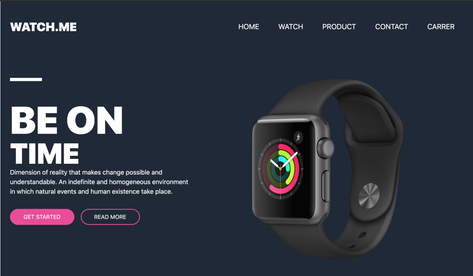 WATCH.ME
HOME WATCH PRODUCT CONTACT CARRER
BE ON
TIME
Dimension of reality that makes change possible and
understandable. An indefinite and homogeneous environment
in which natural events and human existence take place.
GET STARTED READ MORE